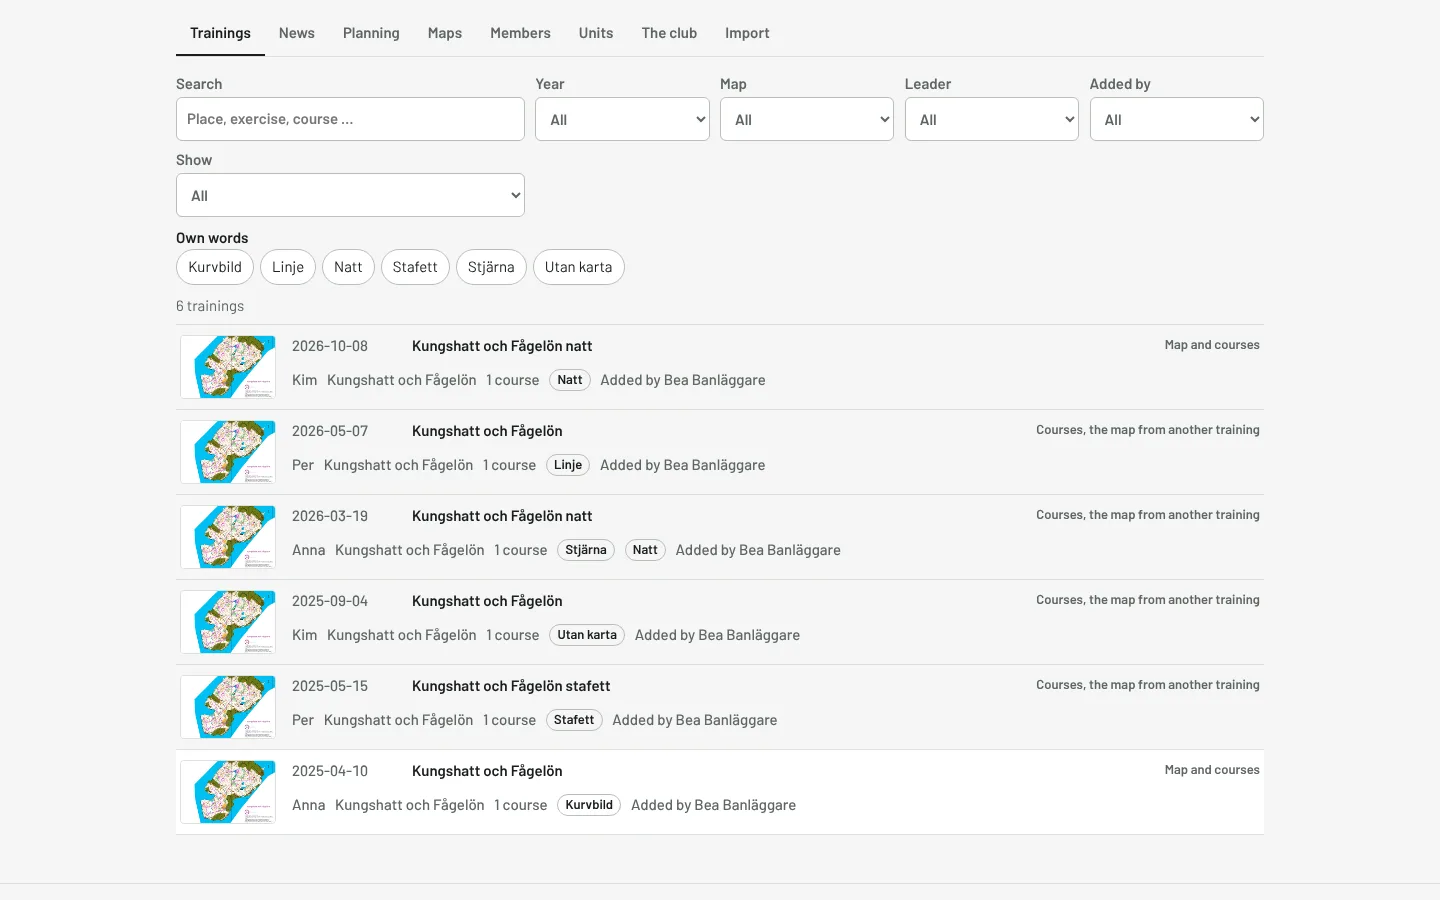 Trainings News Planning Maps Members Units The club Import
Search Year Map Leader Added by
Place, exercise, course ... All All All All
Show
All
Own words
Kurvbild Linje Natt Stafett Stjärna Utan karta
6 trainings
2026-10-08 Kungshatt och Fågelön natt Map and courses
Kim Kungshatt och Fågelön 1 course Natt Added by Bea Banläggare
2026-05-07 Kungshatt och Fågelön Courses, the map from another training
Per Kungshatt och Fågelön 1 course Linje Added by Bea Banläggare
2026-03-19 Kungshatt och Fågelön natt Courses, the map from another training
Anna Kungshatt och Fågelön 1 course Stjärna Natt Added by Bea Banläggare
2025-09-04 Kungshatt och Fågelön Courses, the map from another training
Kim Kungshatt och Fågelön 1 course Utan karta Added by Bea Banläggare
2025-05-15 Kungshatt och Fågelön stafett Courses, the map from another training
Per Kungshatt och Fågelön 1 course Stafett Added by Bea Banläggare
2025-04-10 Kungshatt och Fågelön Map and courses
Anna Kungshatt och Fågelön 1 course Kurvbild Added by Bea Banläggare